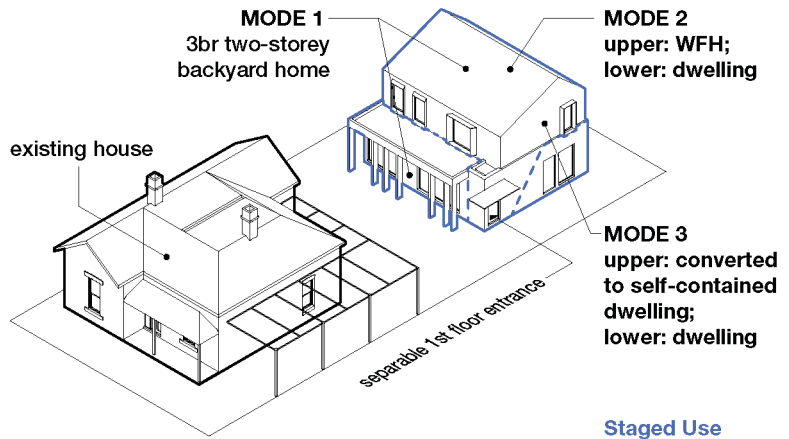 MODE 1
3br two-storey
backyard home
MODE 2
upper: WFH;
lower: dwelling
existing house
MODE 3
upper: converted
to self-contained
dwelling;
lower: dwelling
separable 1st floor entrance
Staged Use